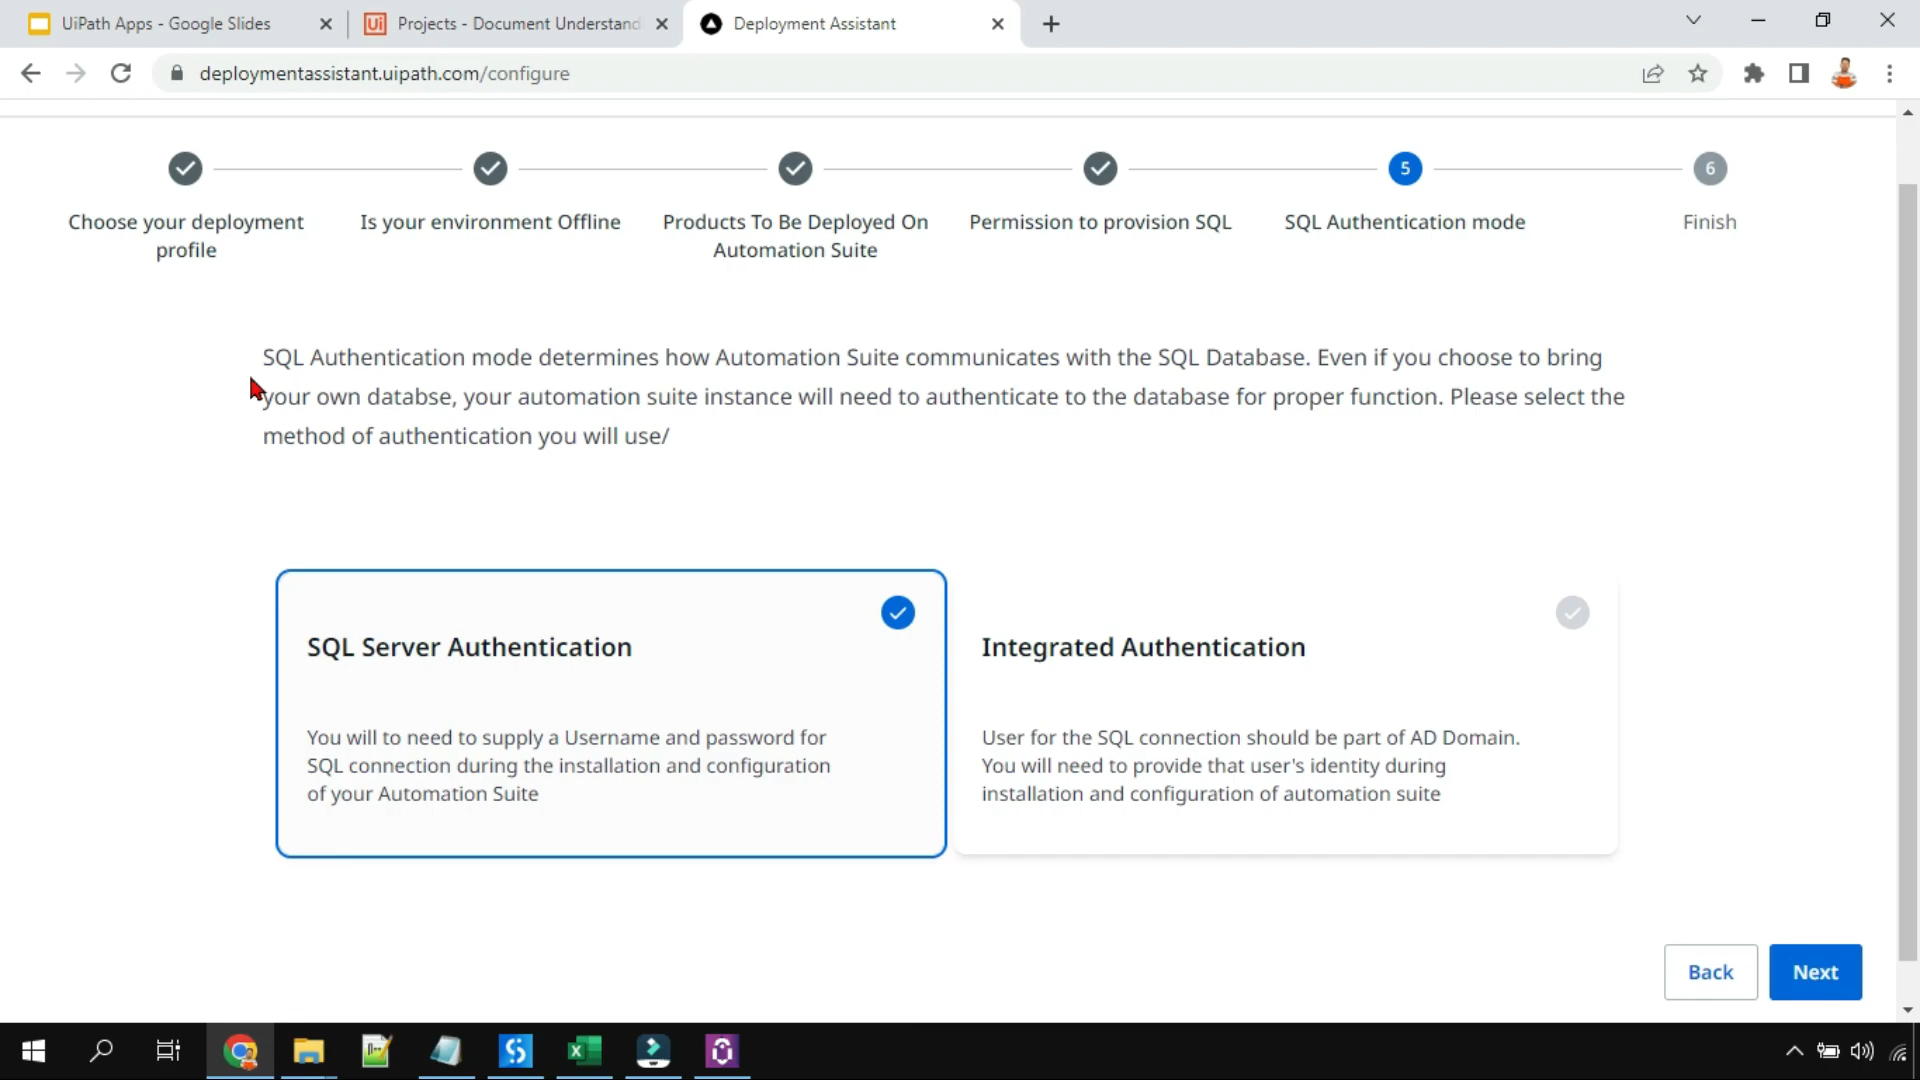 UiPath Apps - Google Slides
Projects - Document Understand
Deployment Assistant
deploymentassistant.uipath.com/configure
5
6
Choose your deployment
profile
Is your environment Offline
Products To Be Deployed On
Automation Suite
Permission to provision SQL
SQL Authentication mode
Finish
SQL Authentication mode determines how Automation Suite communicates with the SQL Database. Even if you choose to bring
your own databse, your automation suite instance will need to authenticate to the database for proper function. Please select the
method of authentication you will use/
SQL Server Authentication
You will to need to supply a Username and password for
SQL connection during the installation and configuration
of your Automation Suite
Integrated Authentication
User for the SQL connection should be part of AD Domain.
You will need to provide that user's identity during
installation and configuration of automation suite
Back
Next